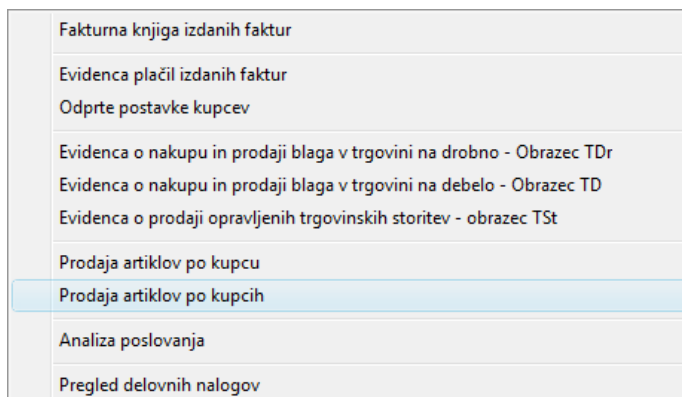 Fakturna knjiga izdanih faktur
Evidenca plačil izdanih faktur
Odprte postavke kupcev
Evidenca o nakupu in prodaji blaga v trgovini na drobno - Obrazec TDr
Evidenca o nakupu in prodaji blaga v trgovini na debelo - Obrazec TD
Evidenca o prodaji opravljenih trgovinskih storitev - obrazec TSt
Prodaja artiklov po kupcu
Prodaja artiklov po kupcih
Analiza poslovanja
Pregled delovnih nalogov